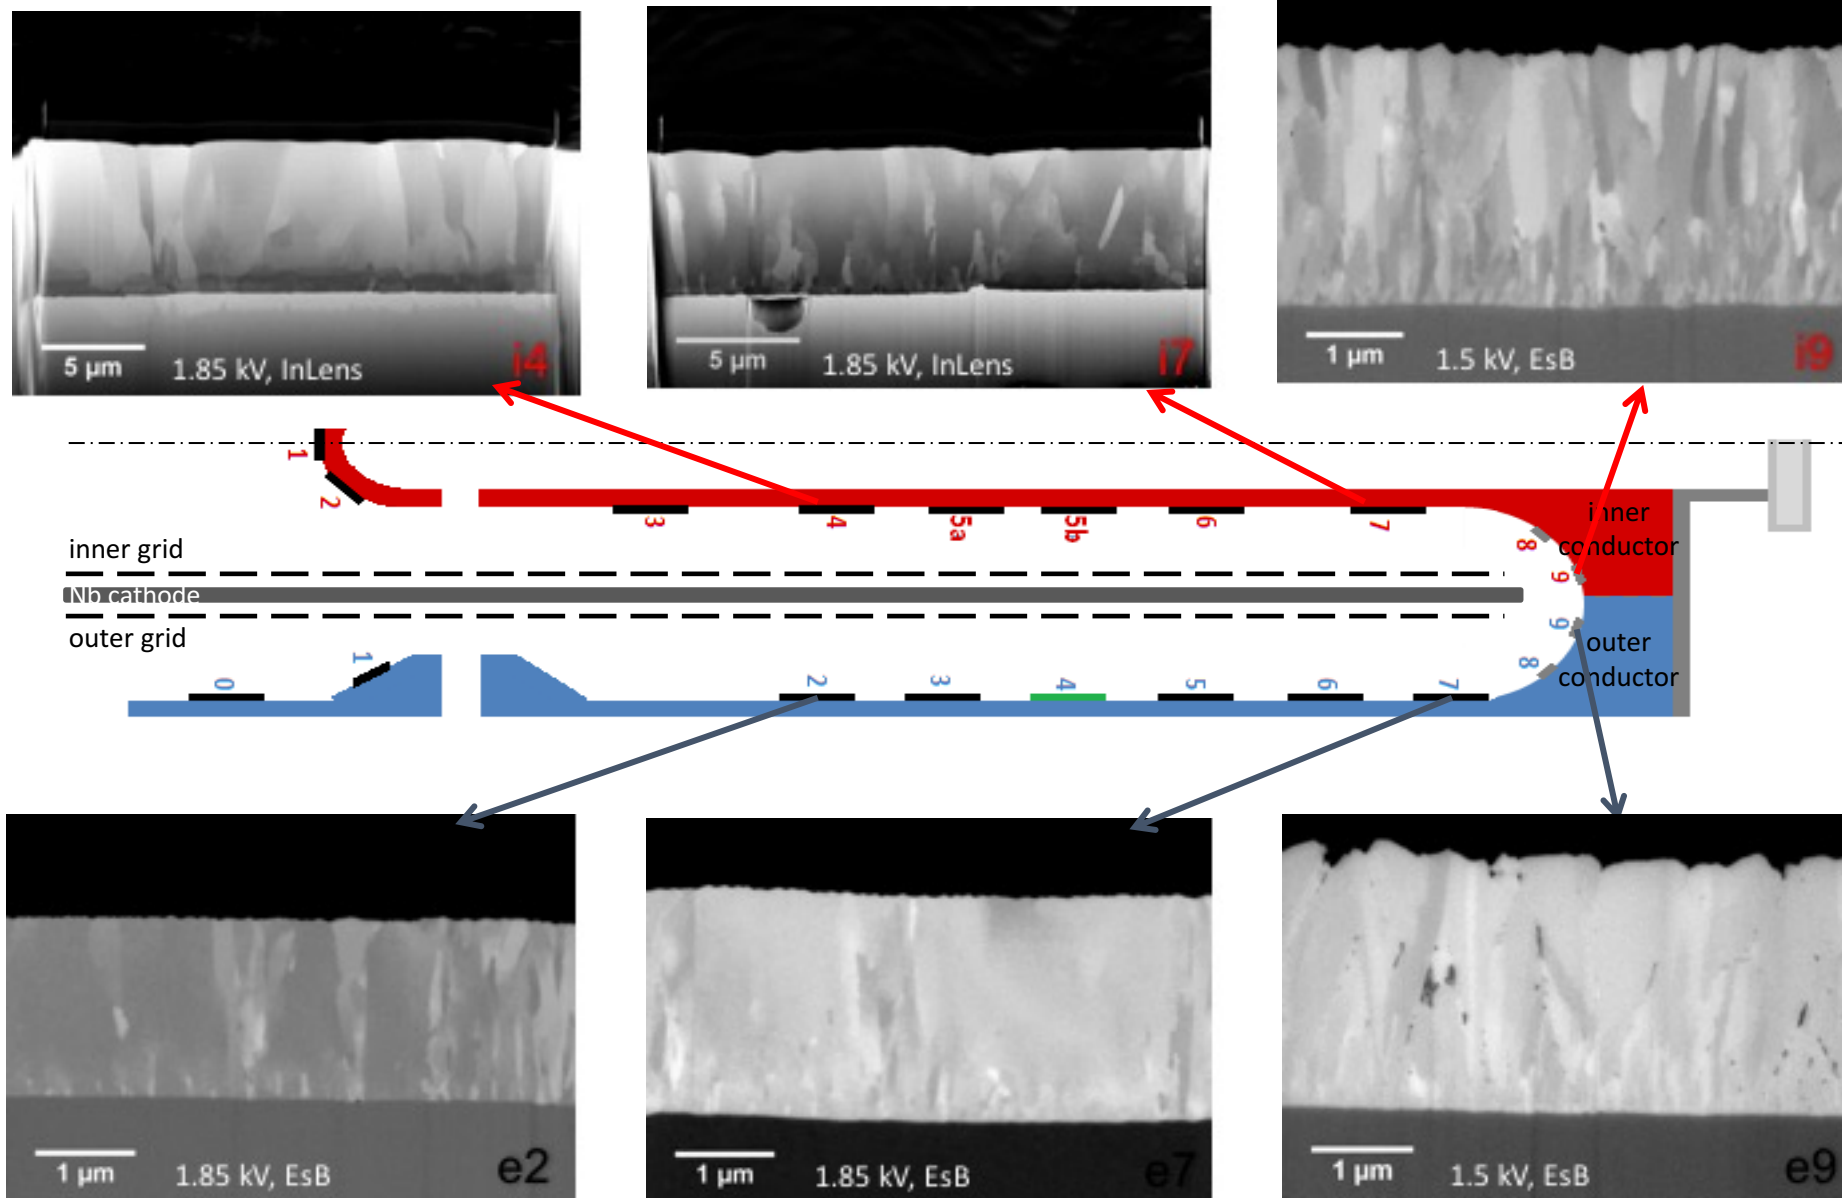 5 µm
1.85 kV, InLens
i4
5 µm
1.85 kV, InLens
i7
1 µm
1.5 kV, EsB
i9
1
2
3
4
5a
5b
6
7
8
9
inner
conductor
inner grid
Nb cathode
outer grid
0
1
2
3
4
5
6
7
8
9
outer
conductor
1 µm
1.85 kV, EsB
e2
1 µm
1.85 kV, EsB
e7
1 µm
1.5 kV, EsB
e9